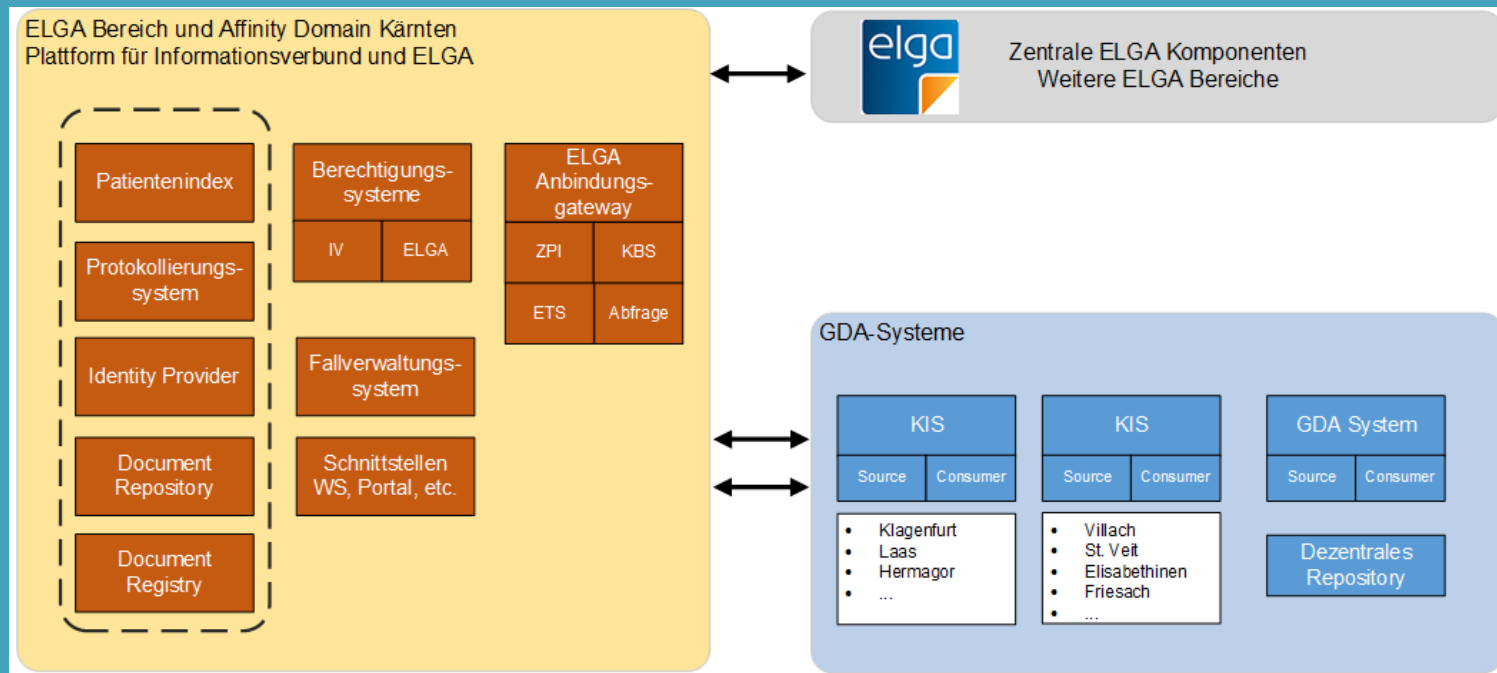 ELGA Bereich und Affinity Domain Kärnten
Plattform für Informationsverbund und ELGA
Patientenindex
Protokollierungs-
system
Identity Provider
Document
Repository
Document
Registry
Berechtigungs-
systeme
IV
ELGA
Fallverwaltungs-
system
Schnittstellen
WS, Portal, etc.
ELGA
Anbindungs-
gateway
ZPI
KBS
ETS
Abfrage
elga
Zentrale ELGA Komponenten
Weitere ELGA Bereiche
GDA-Systeme
KIS
Source
Consumer
• Klagenfurt
• Laas
• Hermagor
• ...
KIS
Source
Consumer
• Villach
• St. Veit
• Elisabethinen
• Friesach
• ...
GDA System
Source
Consumer
Dezentrales
Repository